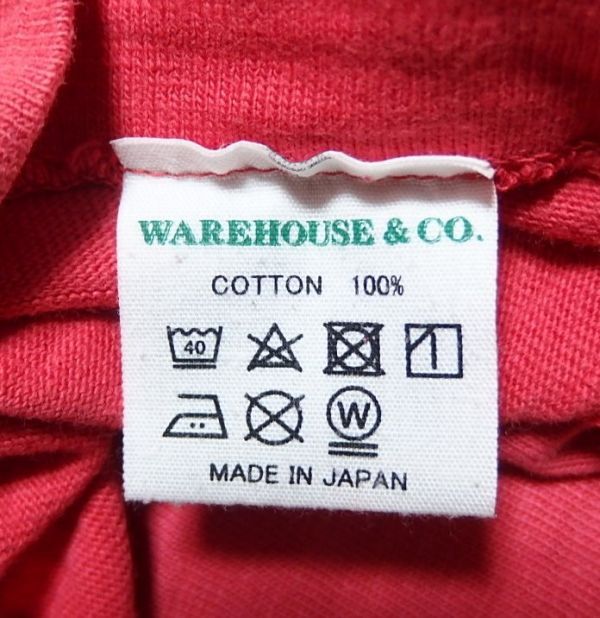 WAREHOUSE & CO.
COTTON 100%
40
W
MADE IN JAPAN